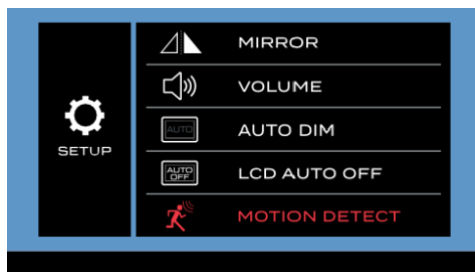 MIRROR
VOLUME
AUTO
AUTO DIM
SETUP
AUTO
OFF
LCD AUTO OFF
MOTION DETECT